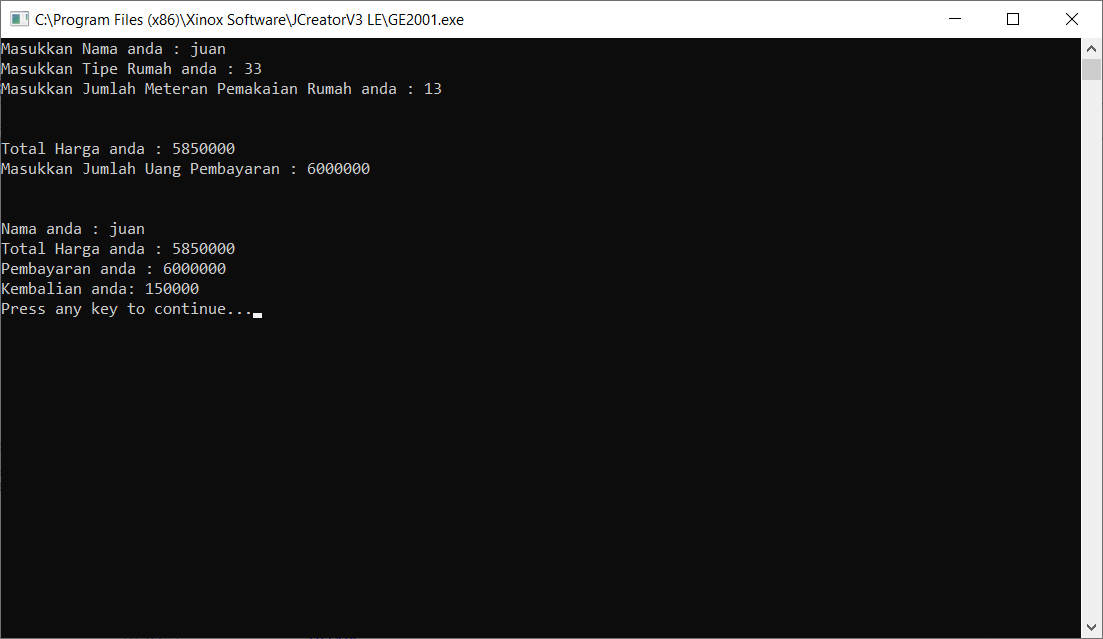 C:\Program Files (x86)\Xinox Software\JCreatorV3 LE\GE2001.exe
Masukkan Nama anda : juan
Masukkan Tipe Rumah anda : 33
Masukkan Jumlah Meteran Pemakaian Rumah anda : 13
Total Harga anda : 5850000
Masukkan Jumlah Uang Pembayaran : 6000000
Nama anda : juan
Total Harga anda : 5850000
Pembayaran anda : 6000000
Kembalian anda: 150000
Press any key to continue...